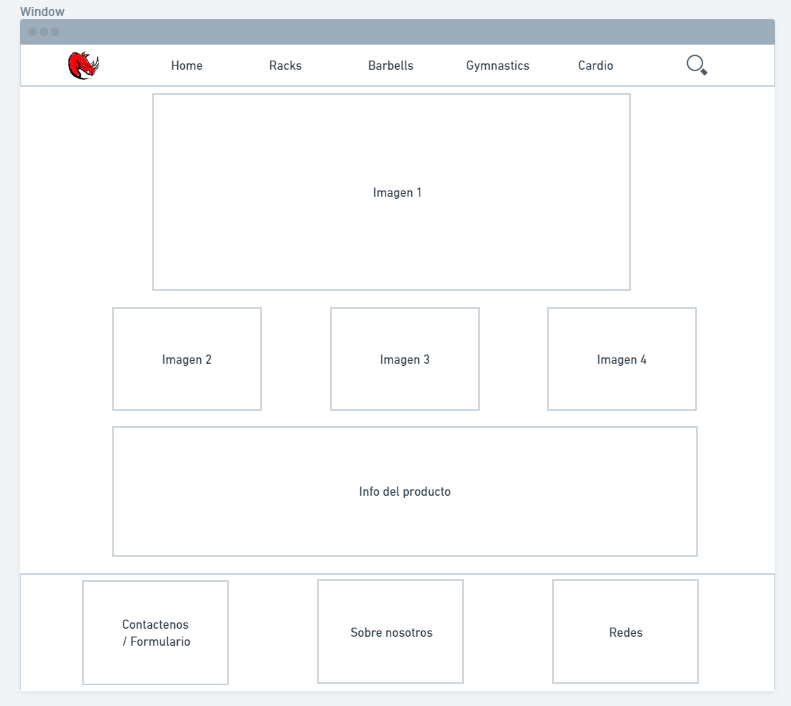 Window
Home Racks Barbells Gymnastics Cardio
Imagen 1
Imagen 2 Imagen 3 Imagen 4
Info del producto
Contactenos
/ Formulario
Sobre nosotros
Redes